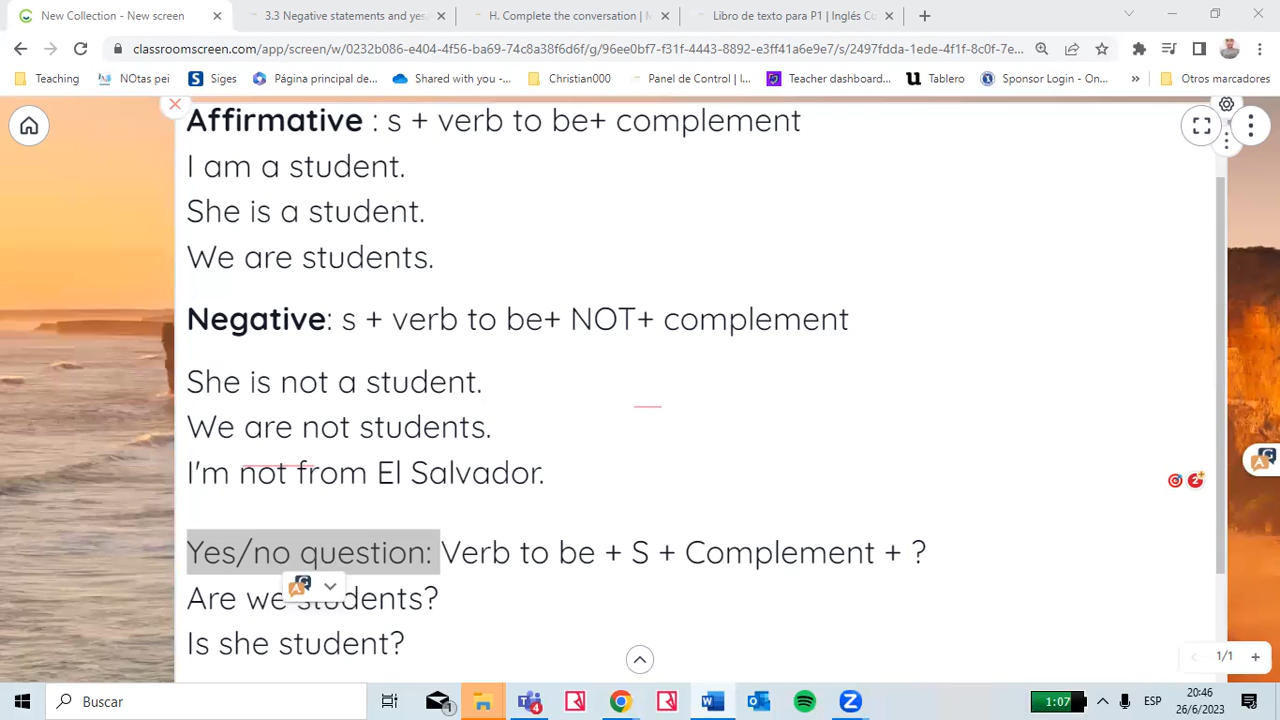 New Collection - New screen
3.3 Negative statements and yes/
H. Complete the conversation | M
Libro de texto para P1 | Inglés Co
classroomscreen.com/app/screen/w/0232b086-e404-4f56-ba69-74c8a38f6d6f/g/96ee0bf7-f31f-4443-8892-e3ff41a6e9e7/s/2497fdda-1ede-4f1f-8c0f-7e...
Teaching
NOtas pei
Siges
Página principal de...
Shared with you -...
Christian000
Panel de Control | I...
Teacher dashboard...
Tablero
Sponsor Login - On...
»
Otros marcadores
Affirmative : s + verb to be+ complement
I am a student.
She is a student.
We are students.
Negative: s + verb to be+ NOT+ complement
She is not a student.
We are not students.
I'm not from El Salvador.
Yes/no question: Verb to be + S + Complement + ?
Are we students?
Is she student?
1/1
Buscar
1
4
1:07
ESP
20:46
26/6/2023